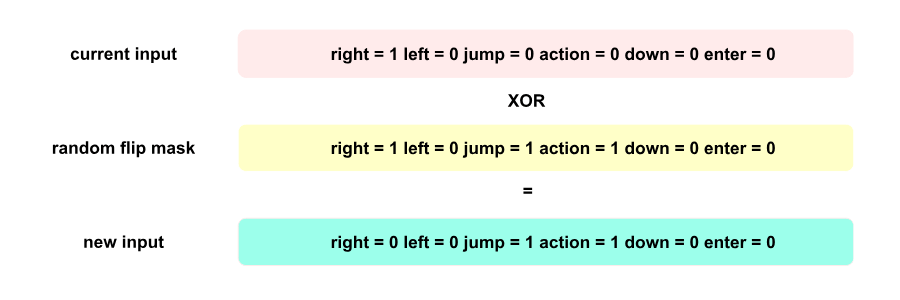 current input right = 1 left = 0 jump = 0 action = 0 down = 0 enter = 0
XOR
random flip mask right = 1 left = 0 jump = 1 action = 1 down = 0 enter = 0
=
new input right = 0 left = 0 jump = 1 action = 1 down = 0 enter = 0